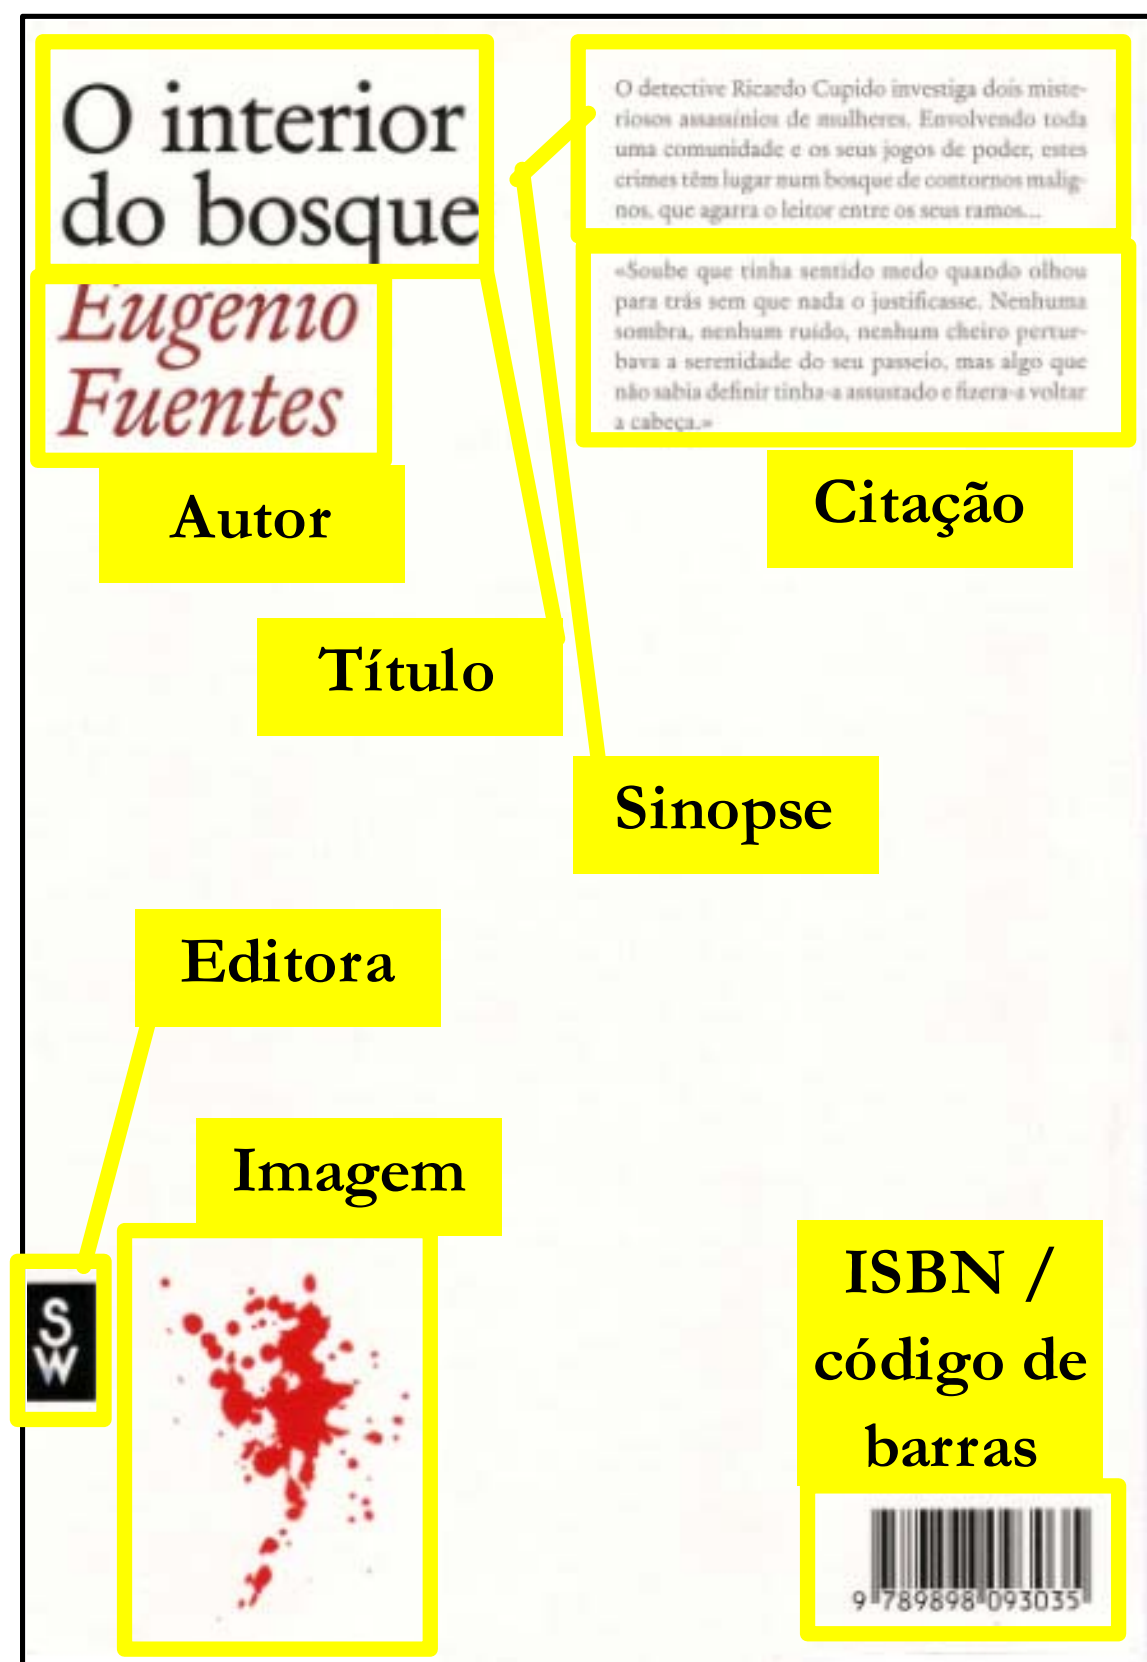 O interior
do bosque
Eugenio
Fuentes
Autor
O detective Ricardo Cupido investiga dois miste-
riosos assassínios de mulheres. Envolvendo toda
uma comunidade e os seus jogos de poder, estes
crimes têm lugar num bosque de contornos malig-
nos, que agarra o leitor entre os seus ramos...
«Soube que tinha sentido medo quando olhou
para trás sem que nada o justificasse. Nenhuma
sombra, nenhum ruído, nenhum cheiro pertur-
bava a serenidade do seu passeio, mas algo que
não sabia definir tinha-a assustado e fizera-a voltar
a cabeça.»
Citação
Título
Sinopse
Editora
Imagem
S
W
ISBN /
código de
barras
9 789898 093035